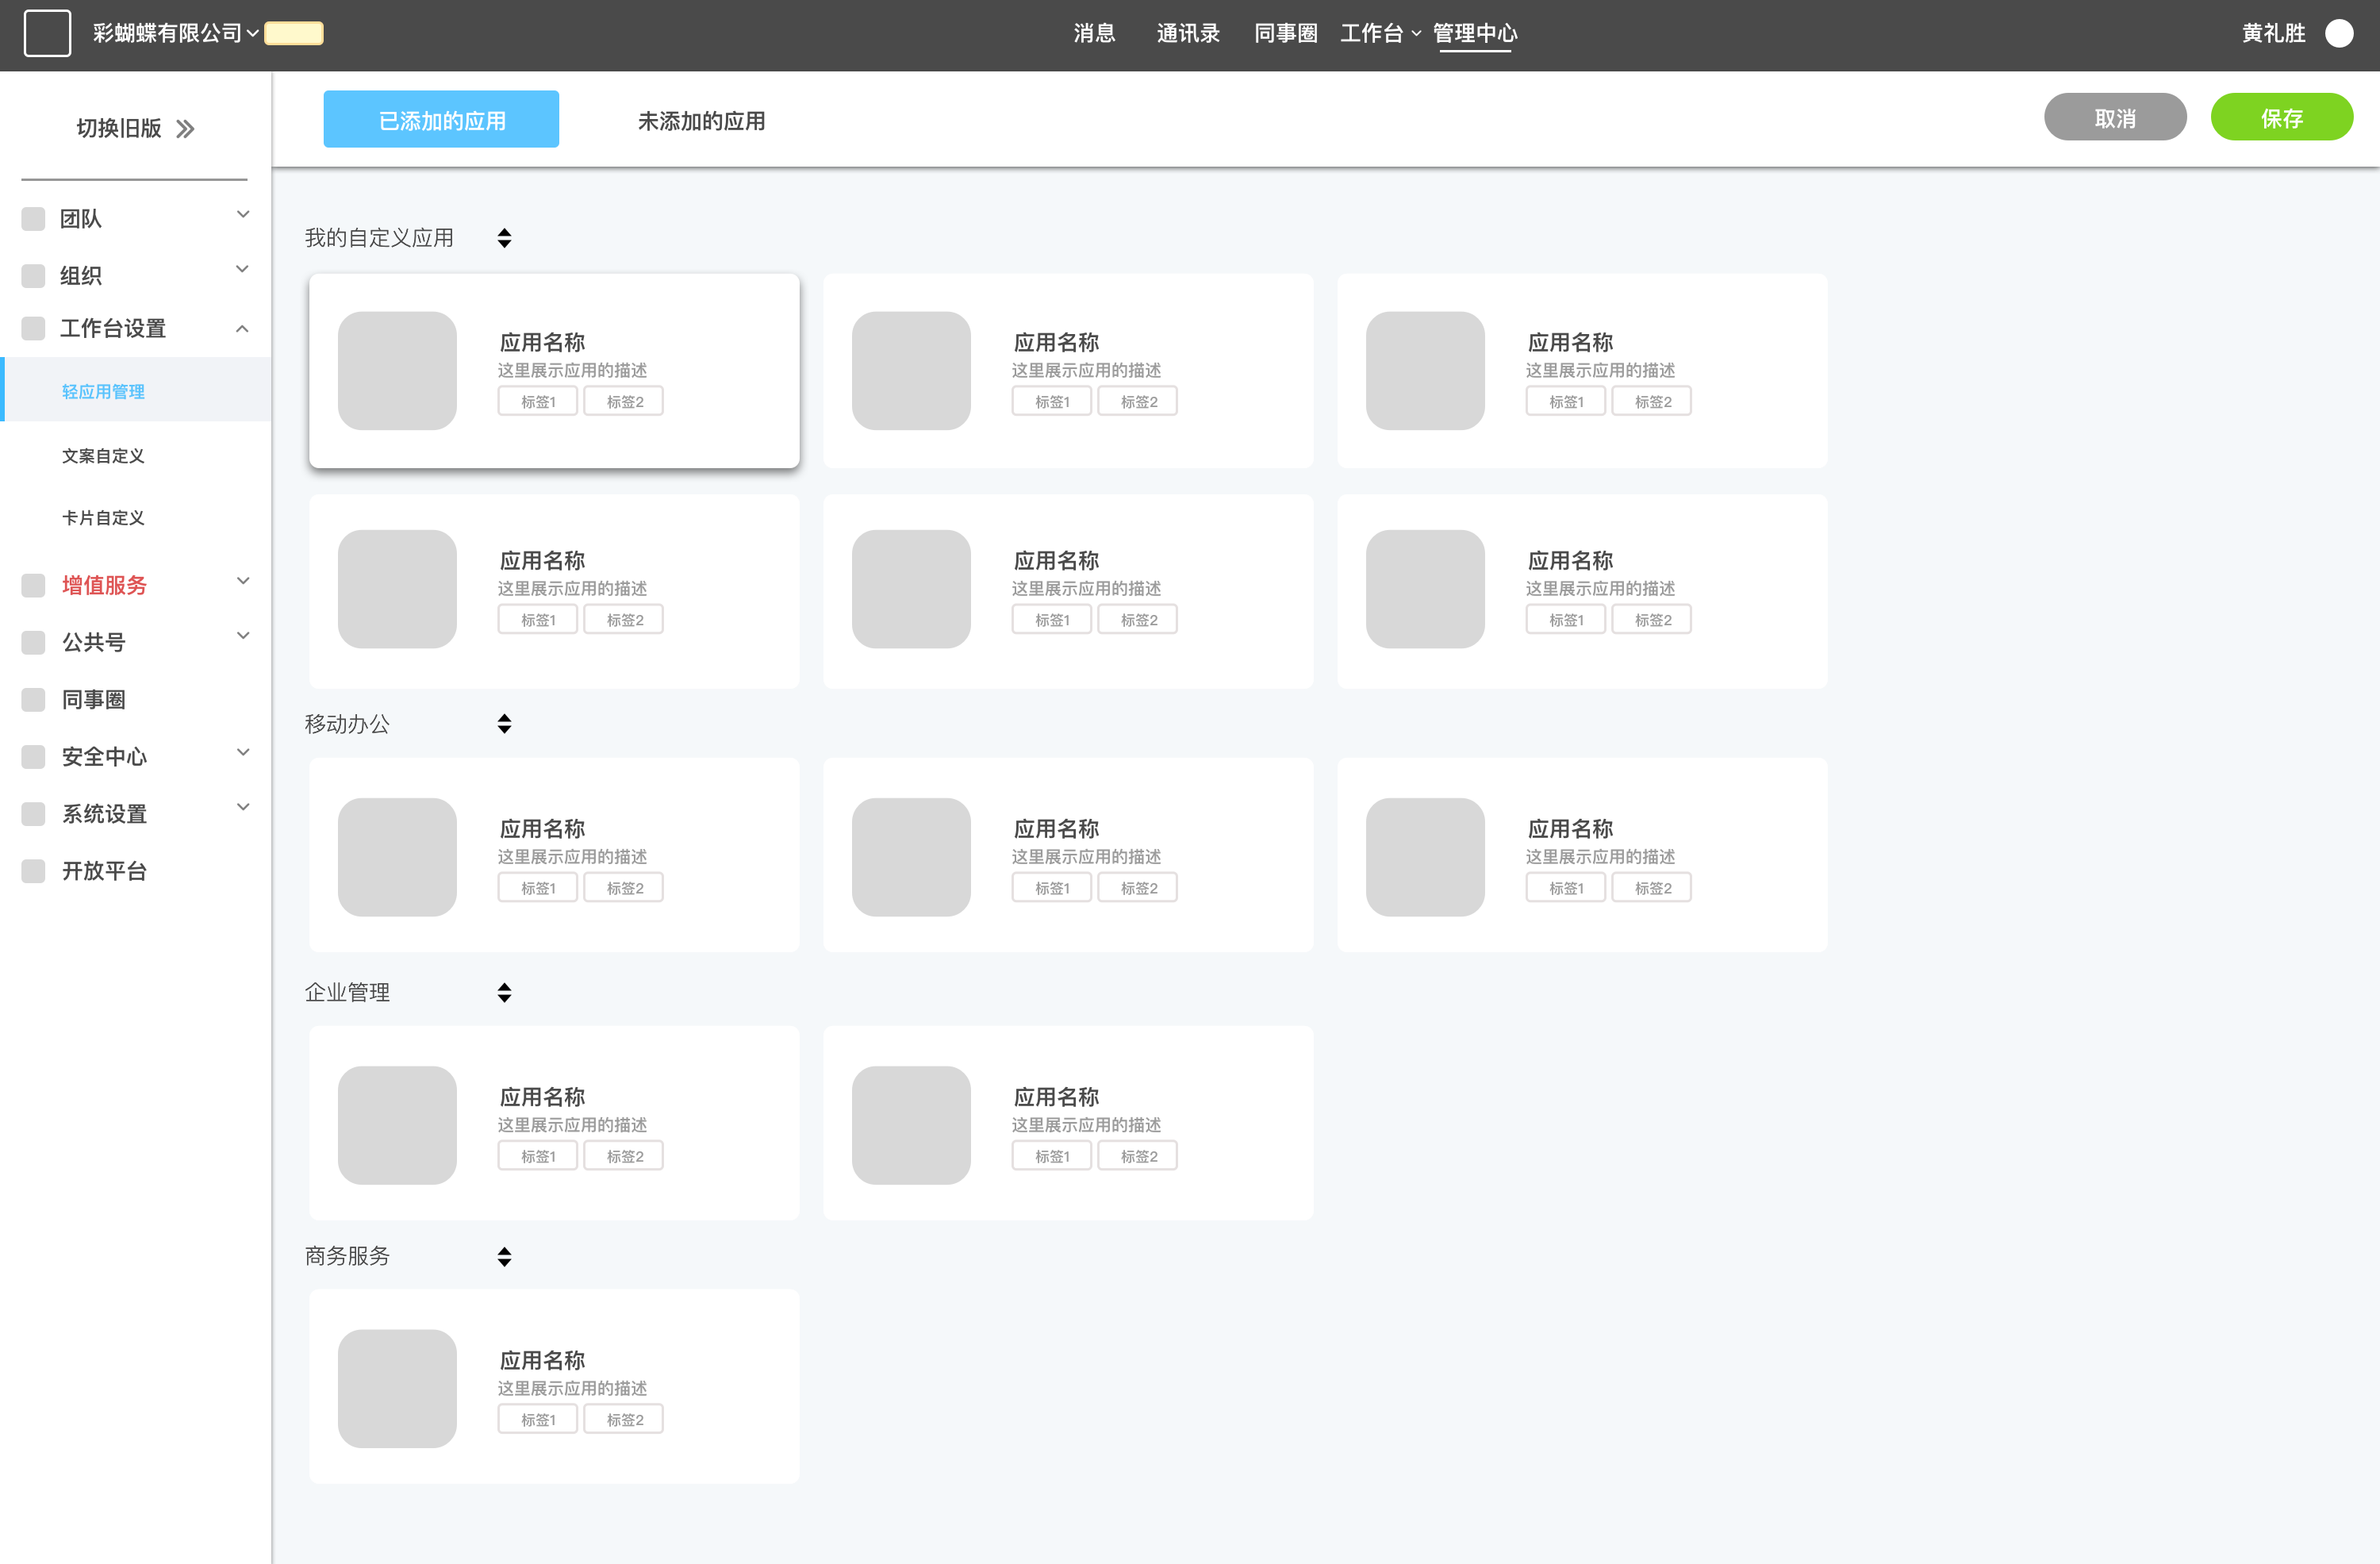 彩蝴蝶有限公司
消息 通讯录 同事圈 工作台 管理中心
黄礼胜
切换旧版
团队
组织
工作台设置
轻应用管理
文案自定义
卡片自定义
增值服务
公共号
同事圈
安全中心
系统设置
开放平台
已添加的应用 未添加的应用
取消 保存
我的自定义应用
应用名称 应用名称 应用名称
这里展示应用的描述 这里展示应用的描述 这里展示应用的描述
标签1 标签2 标签1 标签2 标签1 标签2
应用名称 应用名称 应用名称
这里展示应用的描述 这里展示应用的描述 这里展示应用的描述
标签1 标签2 标签1 标签2 标签1 标签2
移动办公
应用名称 应用名称 应用名称
这里展示应用的描述 这里展示应用的描述 这里展示应用的描述
标签1 标签2 标签1 标签2 标签1 标签2
企业管理
应用名称 应用名称
这里展示应用的描述 这里展示应用的描述
标签1 标签2 标签1 标签2
商务服务
应用名称
这里展示应用的描述
标签1 标签2